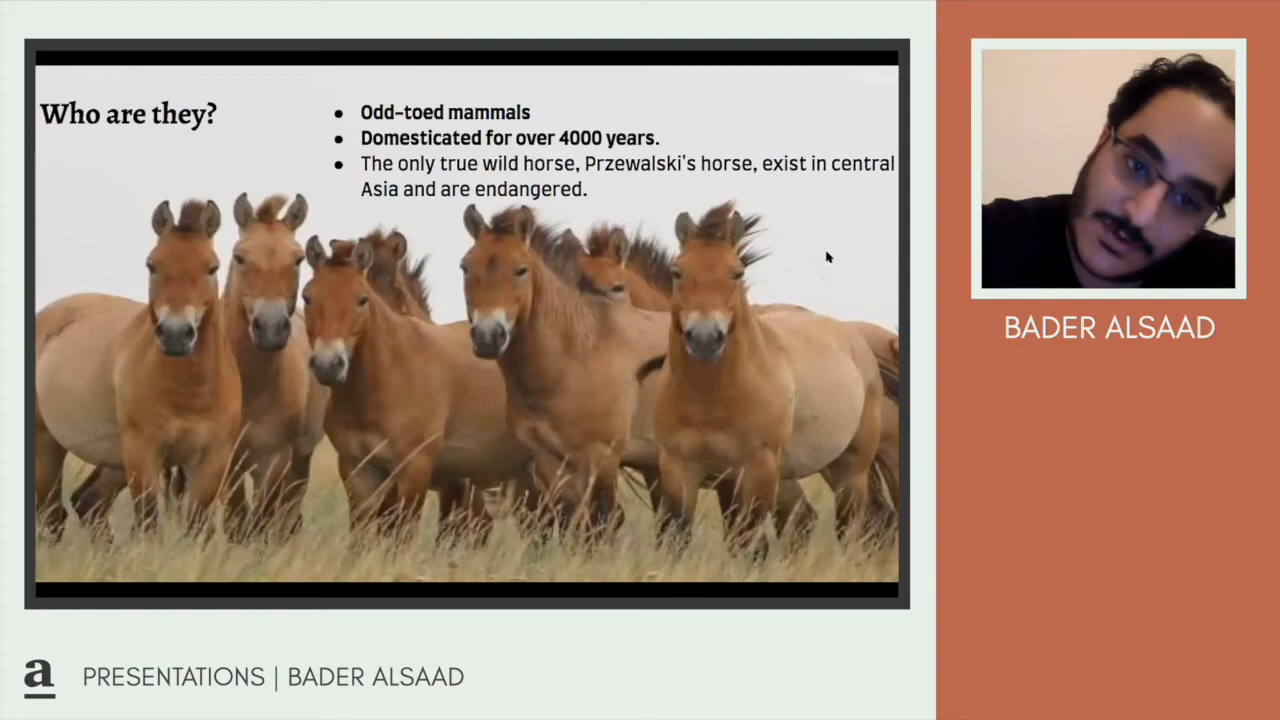 Who are they?
● Odd-toed mammals
● Domesticated for over 4000 years.
● The only true wild horse, Przewalski's horse, exist in central
Asia and are endangered.
BADER ALSAAD
a PRESENTATIONS | BADER ALSAAD